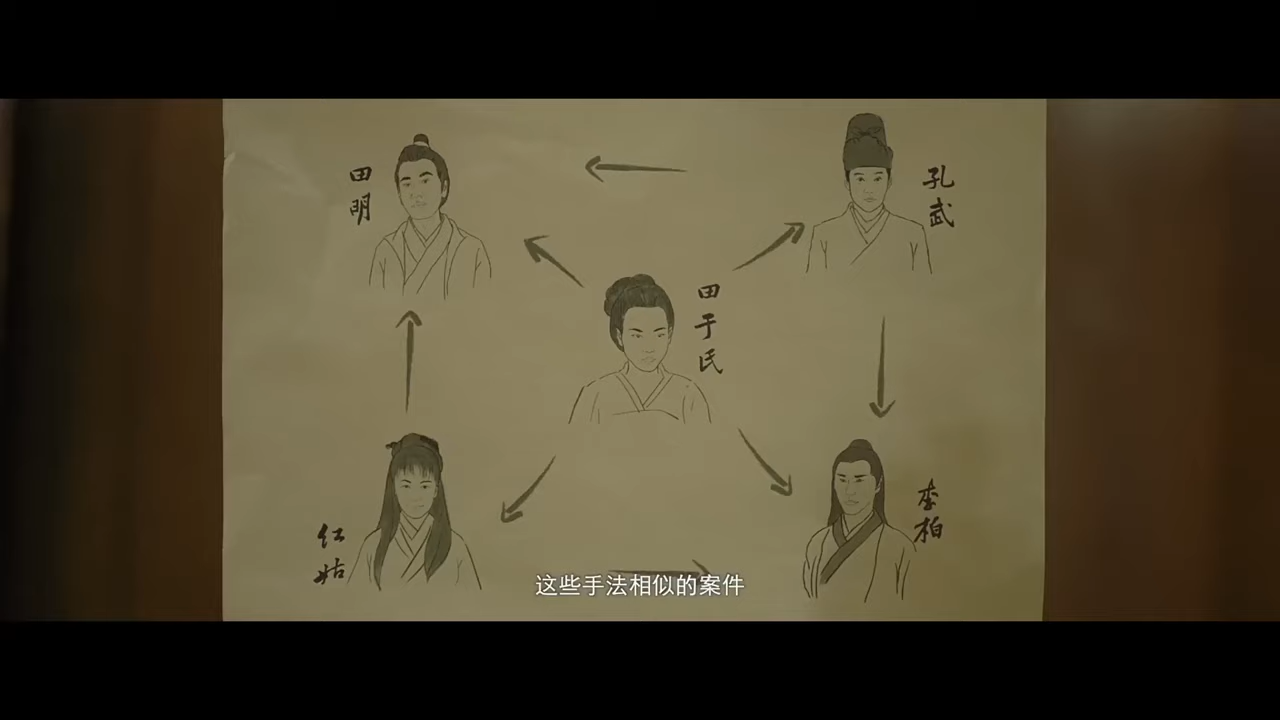 田明
孔武
田于氏
红姑
李柏
这些手法相似的案件